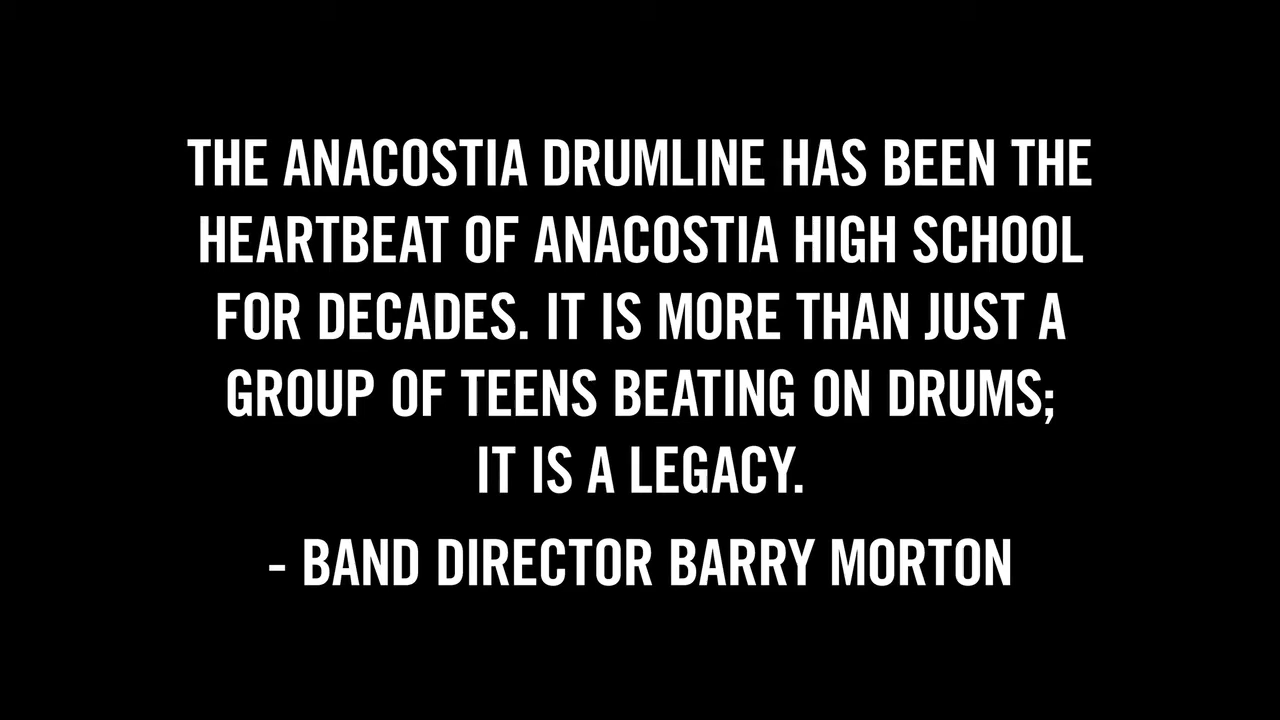 THE ANACOSTIA DRUMLINE HAS BEEN THE
HEARTBEAT OF ANACOSTIA HIGH SCHOOL
FOR DECADES. IT IS MORE THAN JUST A
GROUP OF TEENS BEATING ON DRUMS;
IT IS A LEGACY.
- BAND DIRECTOR BARRY MORTON